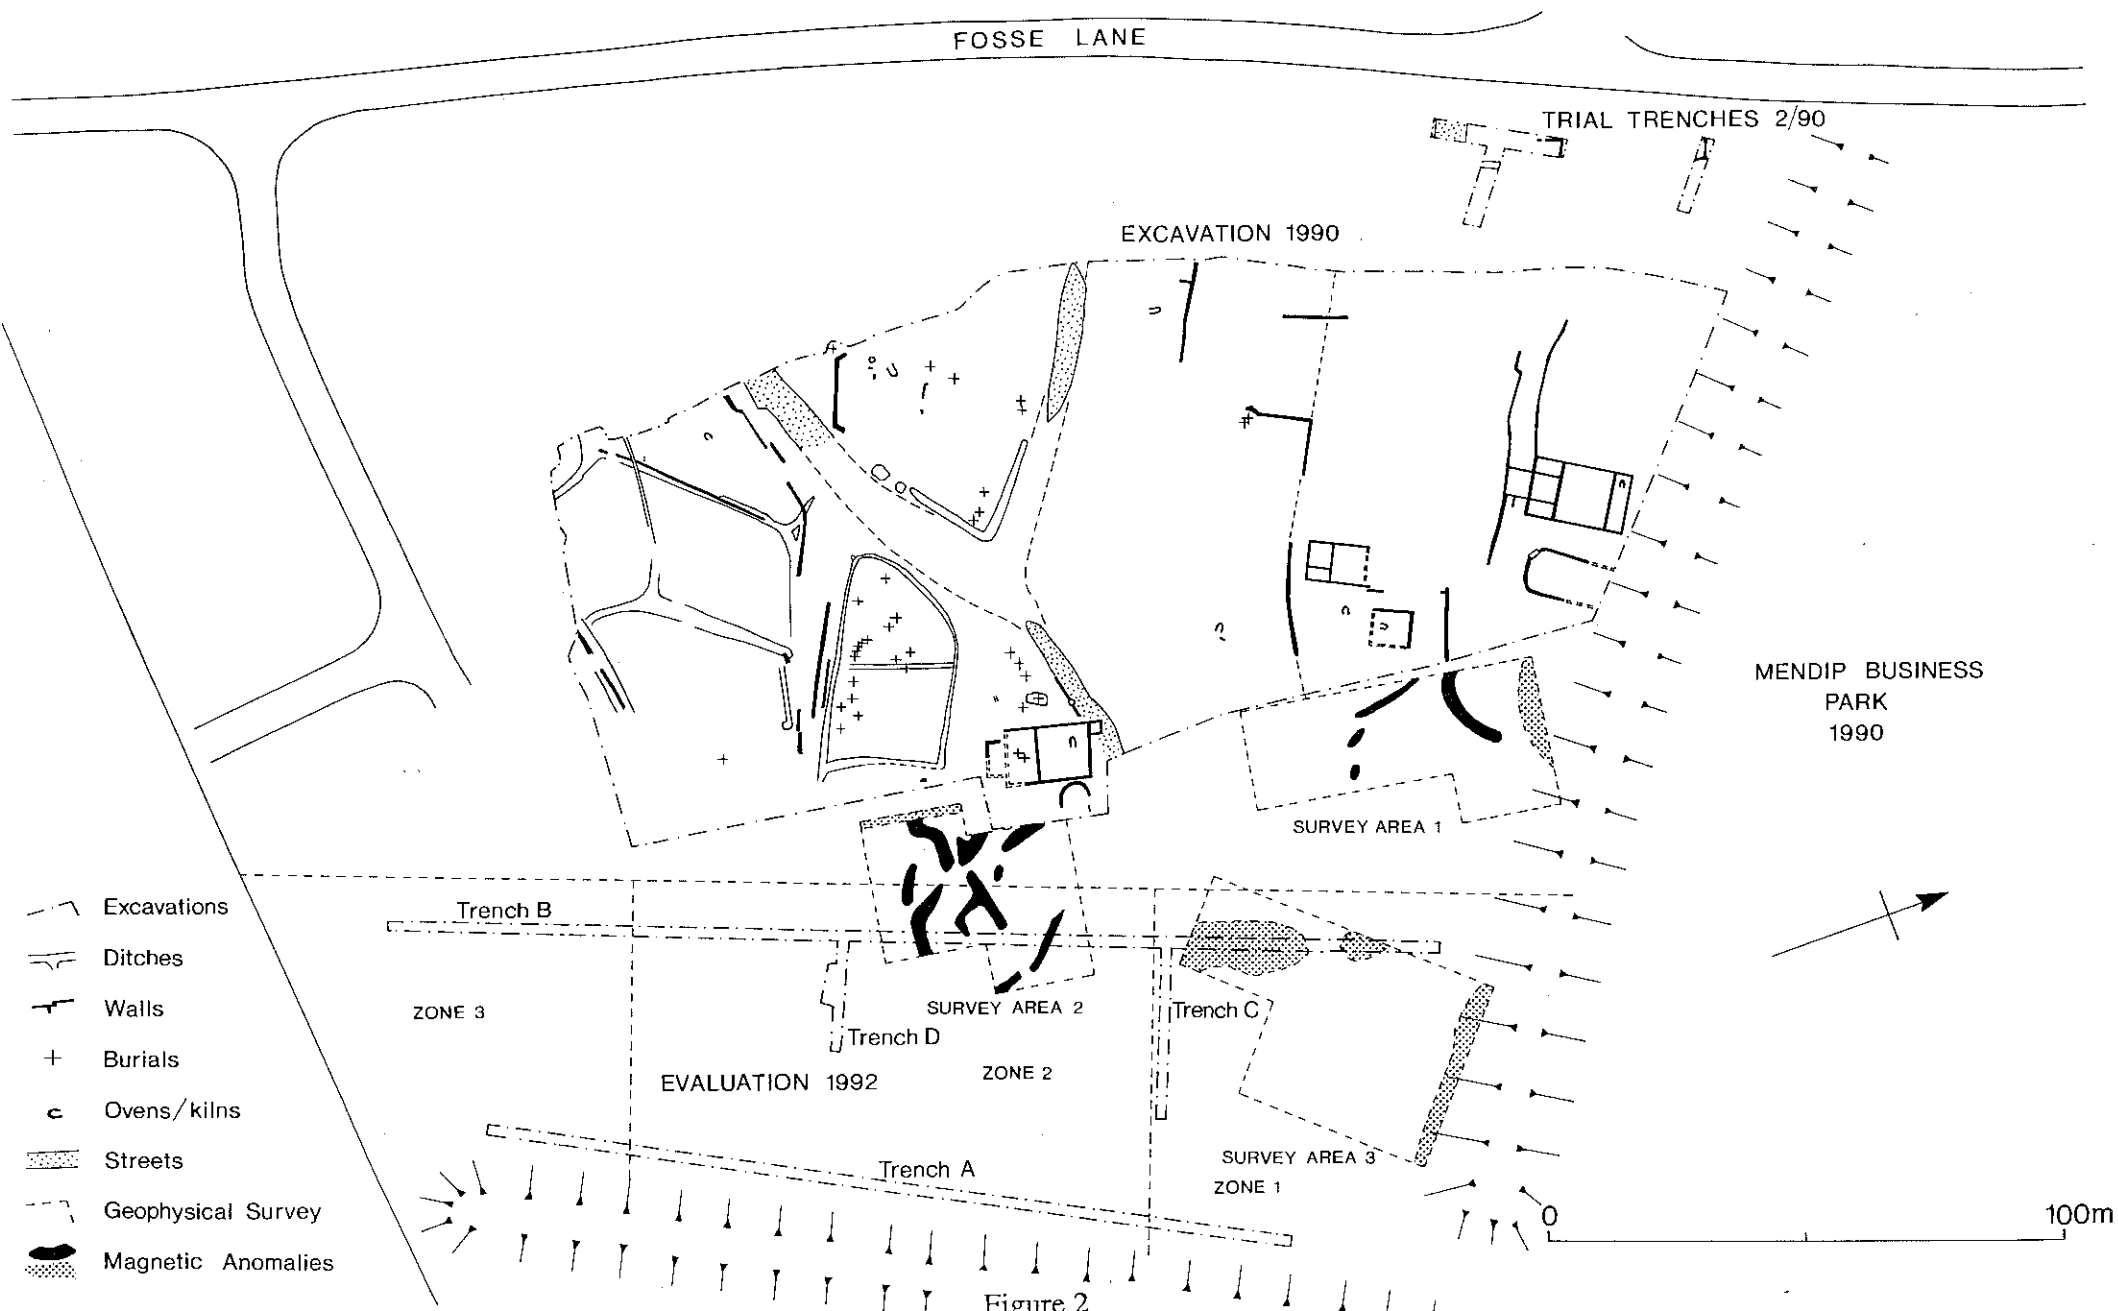 FOSSE LANE
TRIAL TRENCHES 2/90
EXCAVATION 1990
MENDIP BUSINESS
PARK
1990
SURVEY AREA 1
Excavations
Ditches
Walls
Burials
Ovens/kilns
Streets
Geophysical Survey
Magnetic Anomalies
Trench B
ZONE 3
SURVEY AREA 2
Trench C
Trench D
EVALUATION 1992
ZONE 2
Trench A
SURVEY AREA 3
ZONE 1
0 100m
Figure 2